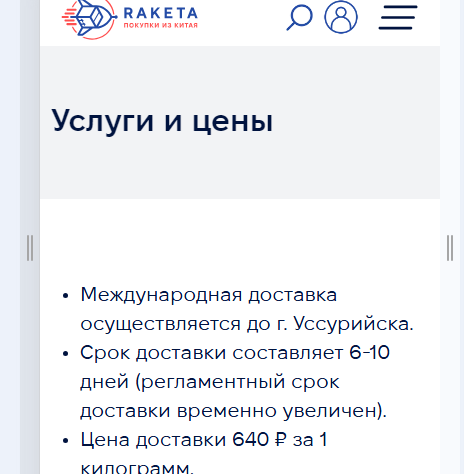 RAKETA
ПОКУПКИ ИЗ КИТАЯ
Услуги и цены
• Международная доставка
осуществляется до г. Уссурийска.
• Срок доставки составляет 6-10
дней (регламентный срок
доставки временно увеличен).
• Цена доставки 640 ₽ за 1
килограмм.